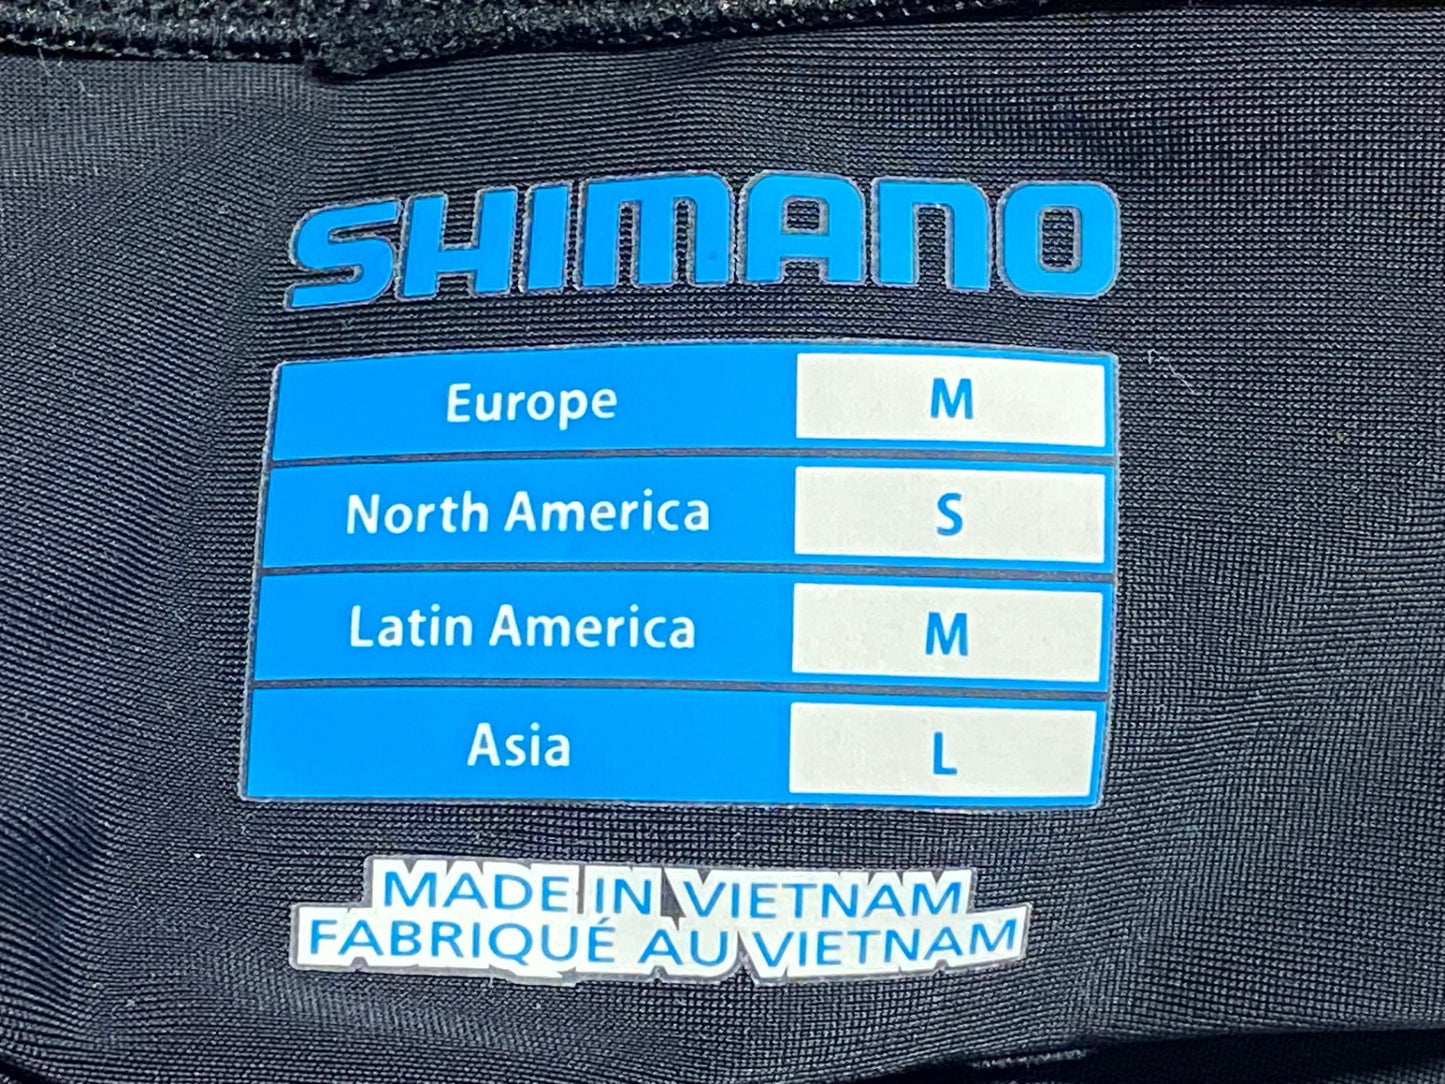 SHIMANO
Europe M
North America S
Latin America M
Asia L
MADE IN VIETNAM
FABRIQUÉ AU VIETNAM